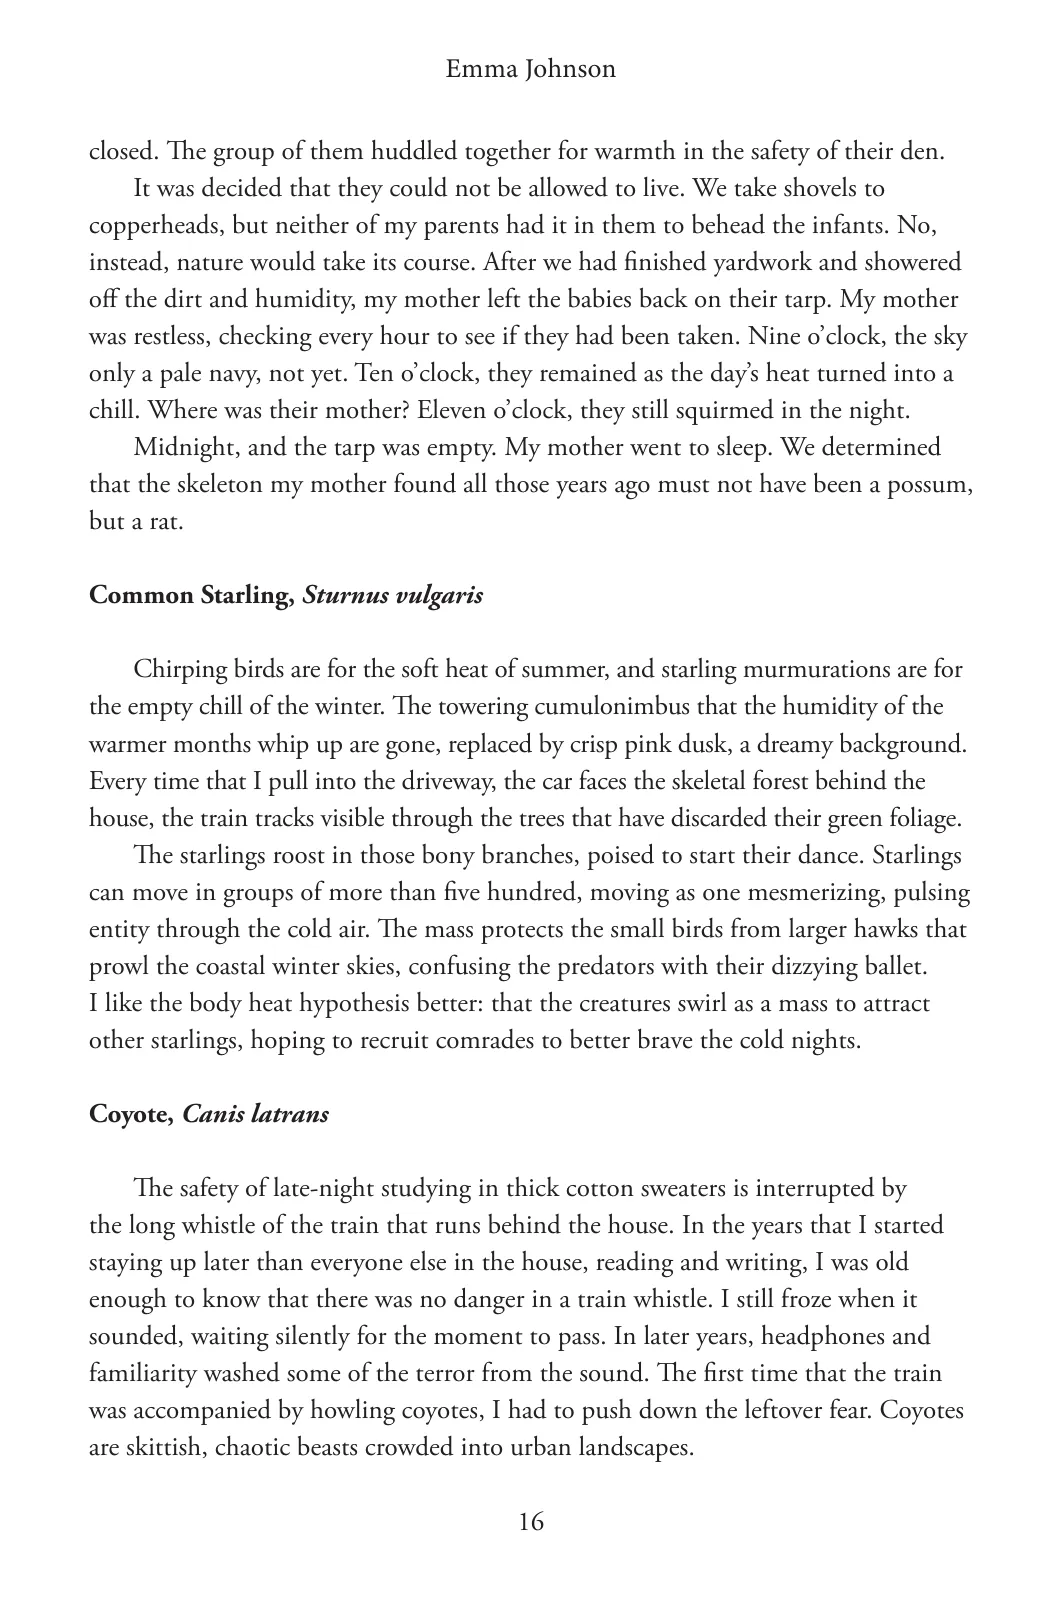 Emma Johnson
closed. The group of them huddled together for warmth in the safety of their den.
It was decided that they could not be allowed to live. We take shovels to
copperheads, but neither of my parents had it in them to behead the infants. No,
instead, nature would take its course. After we had finished yardwork and showered
off the dirt and humidity, my mother left the babies back on their tarp. My mother
was restless, checking every hour to see if they had been taken. Nine o’clock, the sky
only a pale navy, not yet. Ten o’clock, they remained as the day’s heat turned into a
chill. Where was their mother? Eleven o’clock, they still squirmed in the night.
Midnight, and the tarp was empty. My mother went to sleep. We determined
that the skeleton my mother found all those years ago must not have been a possum,
but a rat.
Common Starling, Sturnus vulgaris
Chirping birds are for the soft heat of summer, and starling murmurations are for
the empty chill of the winter. The towering cumulonimbus that the humidity of the
warmer months whip up are gone, replaced by crisp pink dusk, a dreamy background.
Every time that I pull into the driveway, the car faces the skeletal forest behind the
house, the train tracks visible through the trees that have discarded their green foliage.
The starlings roost in those bony branches, poised to start their dance. Starlings
can move in groups of more than five hundred, moving as one mesmerizing, pulsing
entity through the cold air. The mass protects the small birds from larger hawks that
prowl the coastal winter skies, confusing the predators with their dizzying ballet.
I like the body heat hypothesis better: that the creatures swirl as a mass to attract
other starlings, hoping to recruit comrades to better brave the cold nights.
Coyote, Canis latrans
The safety of late-night studying in thick cotton sweaters is interrupted by
the long whistle of the train that runs behind the house. In the years that I started
staying up later than everyone else in the house, reading and writing, I was old
enough to know that there was no danger in a train whistle. I still froze when it
sounded, waiting silently for the moment to pass. In later years, headphones and
familiarity washed some of the terror from the sound. The first time that the train
was accompanied by howling coyotes, I had to push down the leftover fear. Coyotes
are skittish, chaotic beasts crowded into urban landscapes.
16